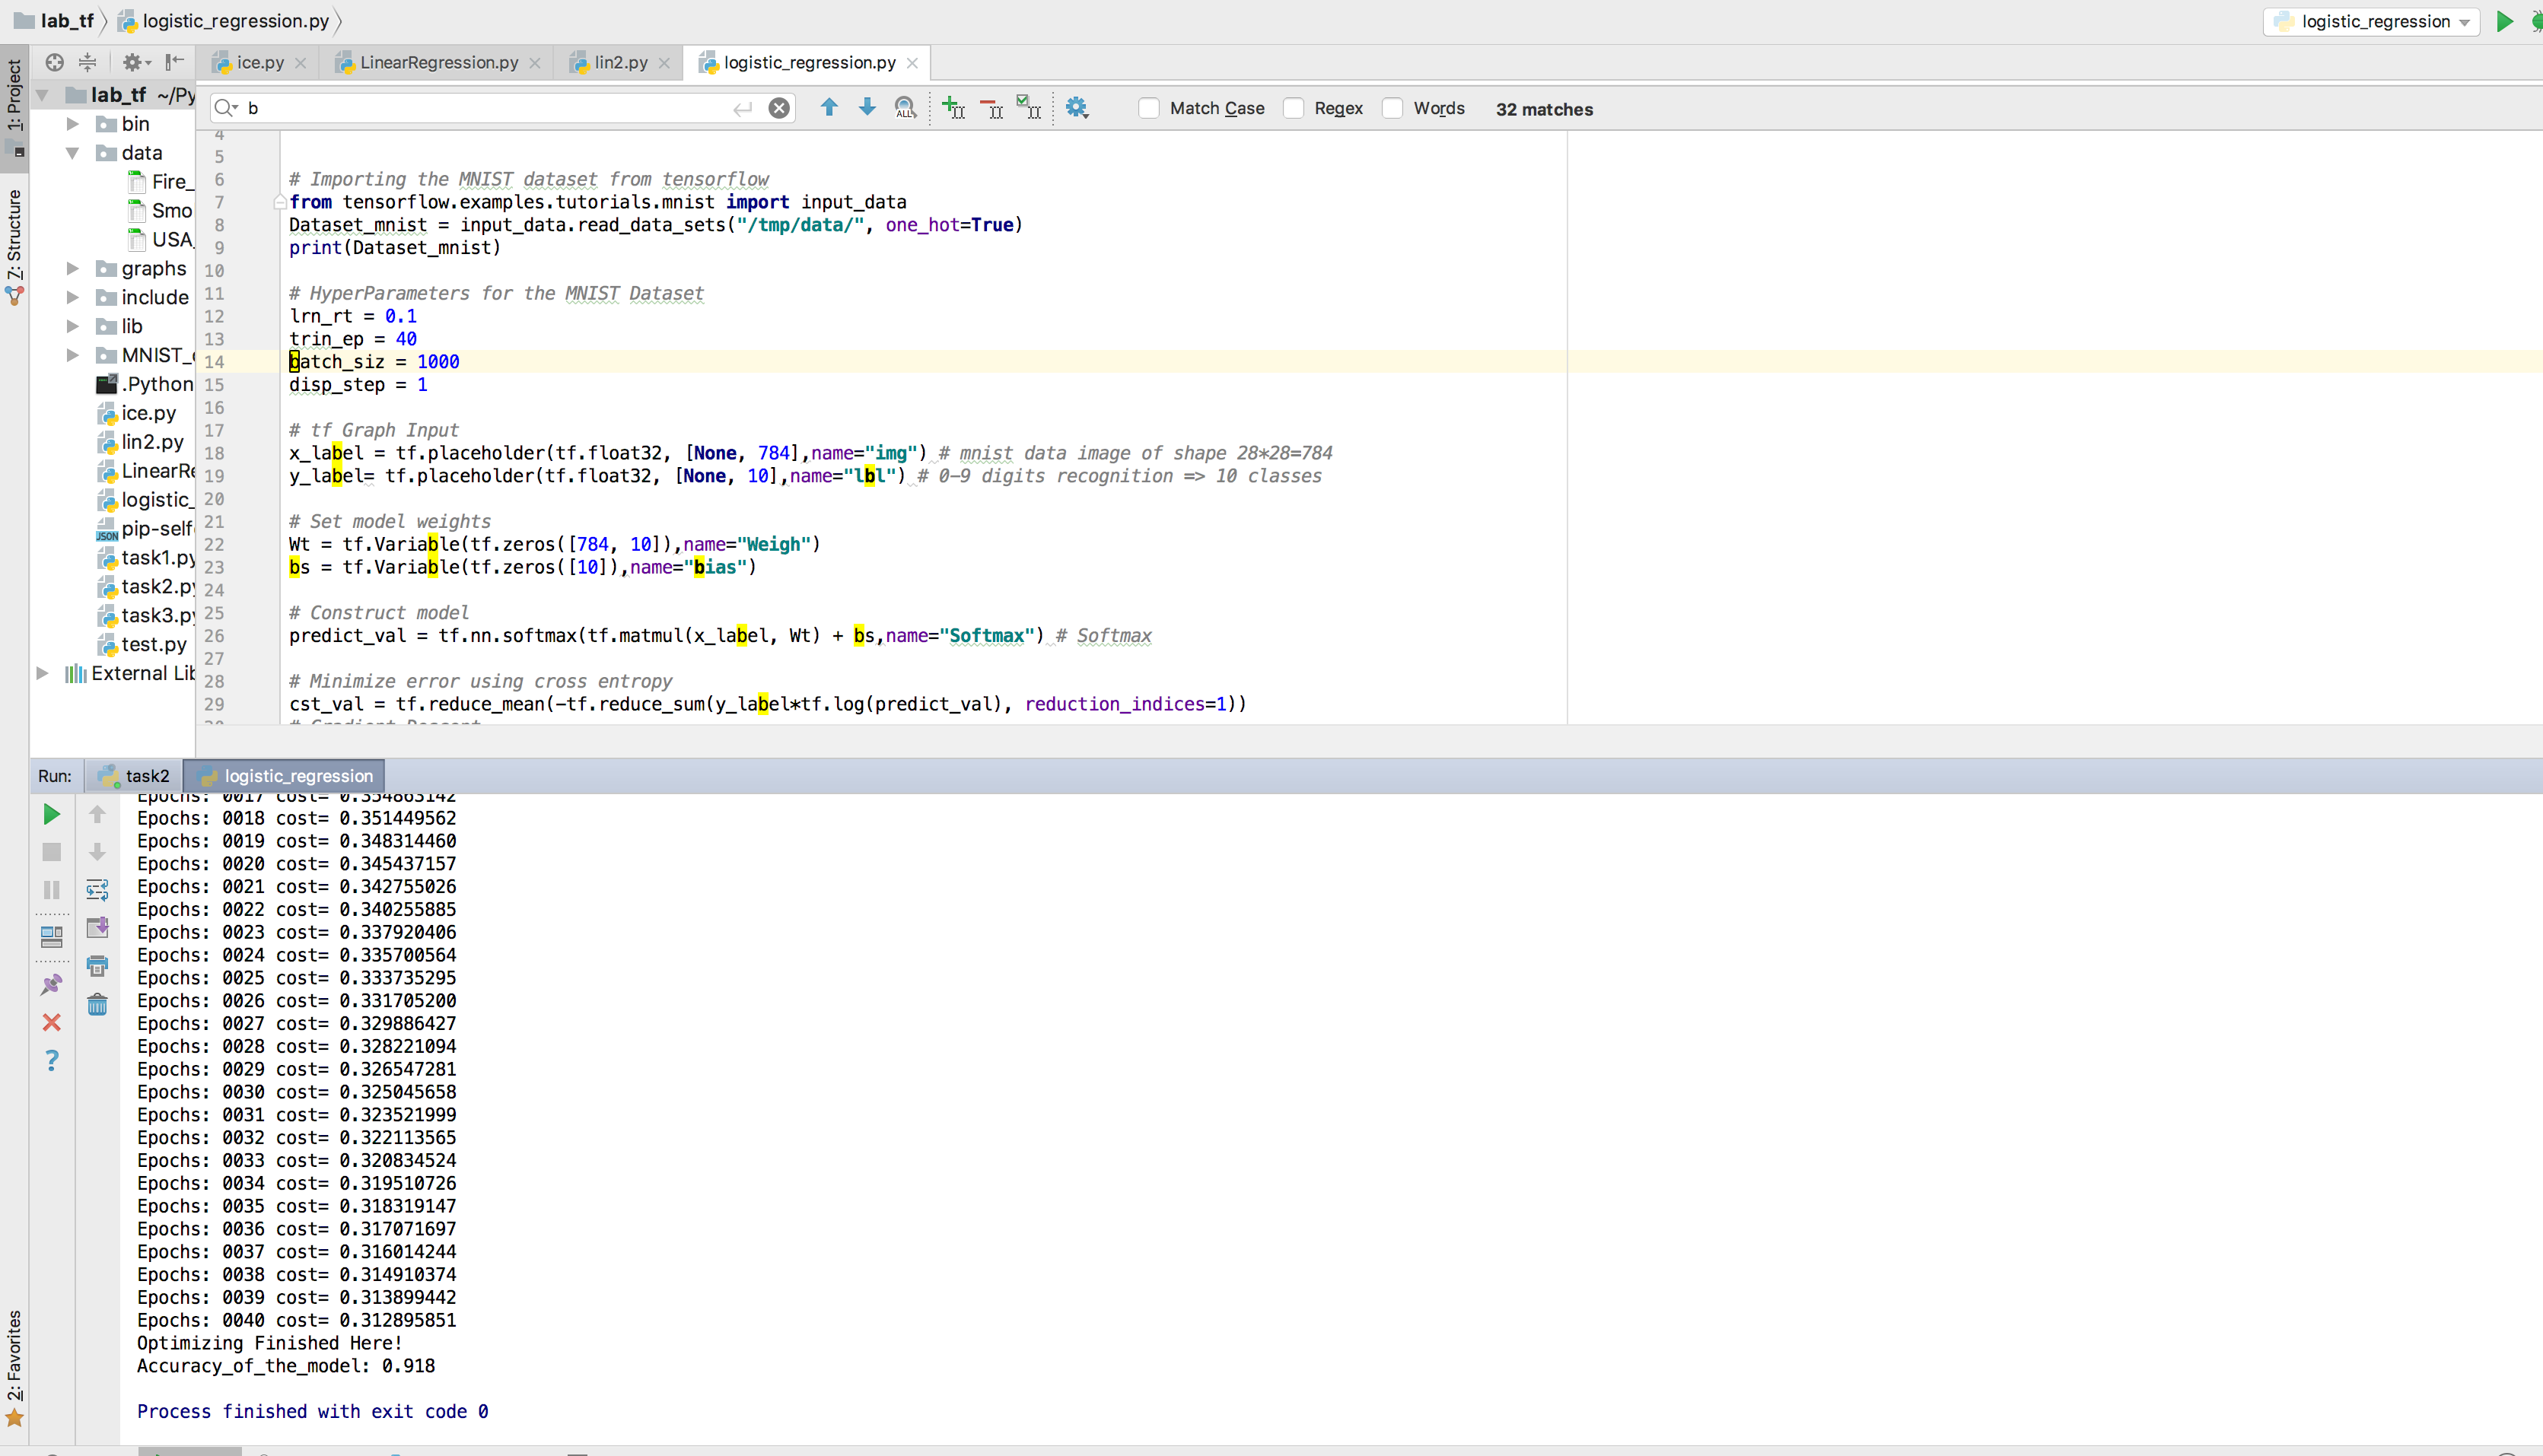 lab_tf logistic_regression.py logistic_regression
1: Project
7: Structure
2: Favorites
ice.py LinearRegression.py lin2.py logistic_regression.py
b Match Case Regex Words 32 matches
lab_tf ~/Py
bin
data
Fire_
Smo
USA_
graphs
include
lib
MNIST_
.Python
ice.py
lin2.py
LinearRe
logistic_
pip-self
task1.py
task2.py
task3.py
test.py
External Lib
4
5
6 # Importing the MNIST dataset from tensorflow
7 from tensorflow.examples.tutorials.mnist import input_data
8 Dataset_mnist = input_data.read_data_sets("/tmp/data/", one_hot=True)
9 print(Dataset_mnist)
10
11 # HyperParameters for the MNIST Dataset
12 lrn_rt = 0.1
13 trin_ep = 40
14 batch_siz = 1000
15 disp_step = 1
16
17 # tf Graph Input
18 x_label = tf.placeholder(tf.float32, [None, 784],name="img") # mnist data image of shape 28*28=784
19 y_label= tf.placeholder(tf.float32, [None, 10],name="lbl") # 0-9 digits recognition => 10 classes
20
21 # Set model weights
22 Wt = tf.Variable(tf.zeros([784, 10]),name="Weigh")
23 bs = tf.Variable(tf.zeros([10]),name="bias")
24
25 # Construct model
26 predict_val = tf.nn.softmax(tf.matmul(x_label, Wt) + bs,name="Softmax") # Softmax
27
28 # Minimize error using cross entropy
29 cst_val = tf.reduce_mean(-tf.reduce_sum(y_label*tf.log(predict_val), reduction_indices=1))
# Gradient Descent
Run: task2 logistic_regression
Epochs: 0017 cost= 0.354863142
Epochs: 0018 cost= 0.351449562
Epochs: 0019 cost= 0.348314460
Epochs: 0020 cost= 0.345437157
Epochs: 0021 cost= 0.342755026
Epochs: 0022 cost= 0.340255885
Epochs: 0023 cost= 0.337920406
Epochs: 0024 cost= 0.335700564
Epochs: 0025 cost= 0.333735295
Epochs: 0026 cost= 0.331705200
Epochs: 0027 cost= 0.329886427
Epochs: 0028 cost= 0.328221094
Epochs: 0029 cost= 0.326547281
Epochs: 0030 cost= 0.325045658
Epochs: 0031 cost= 0.323521999
Epochs: 0032 cost= 0.322113565
Epochs: 0033 cost= 0.320834524
Epochs: 0034 cost= 0.319510726
Epochs: 0035 cost= 0.318319147
Epochs: 0036 cost= 0.317071697
Epochs: 0037 cost= 0.316014244
Epochs: 0038 cost= 0.314910374
Epochs: 0039 cost= 0.313899442
Epochs: 0040 cost= 0.312895851
Optimizing Finished Here!
Accuracy_of_the_model: 0.918
Process finished with exit code 0